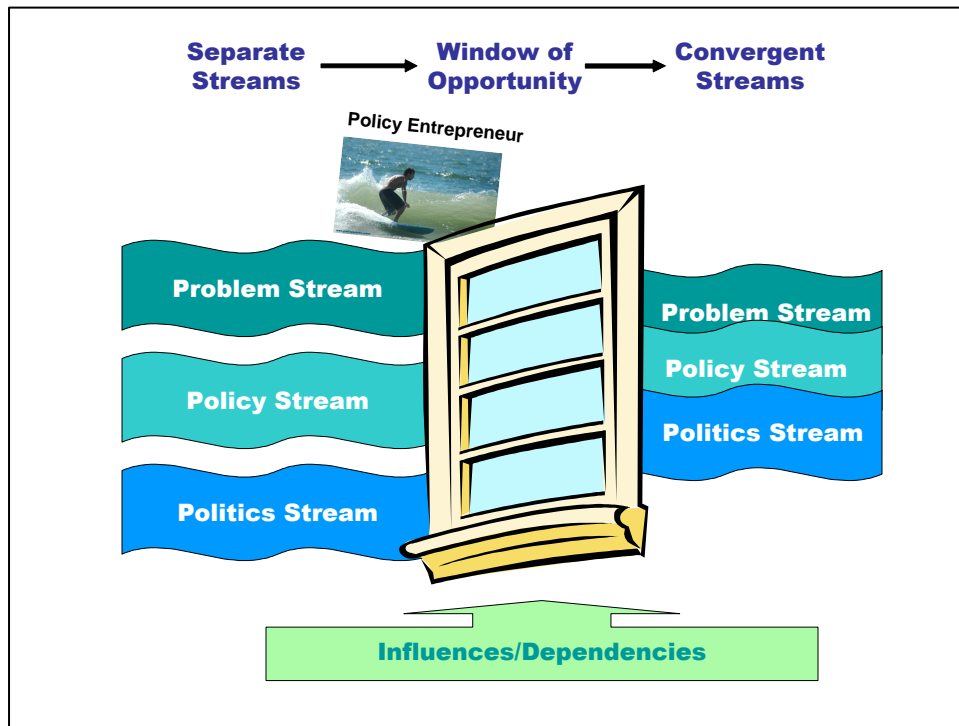 Separate
Streams
Window of
Opportunity
Convergent
Streams
Policy Entrepreneur
Problem Stream
Policy Stream
Politics Stream
Problem Stream
Policy Stream
Politics Stream
Influences/Dependencies